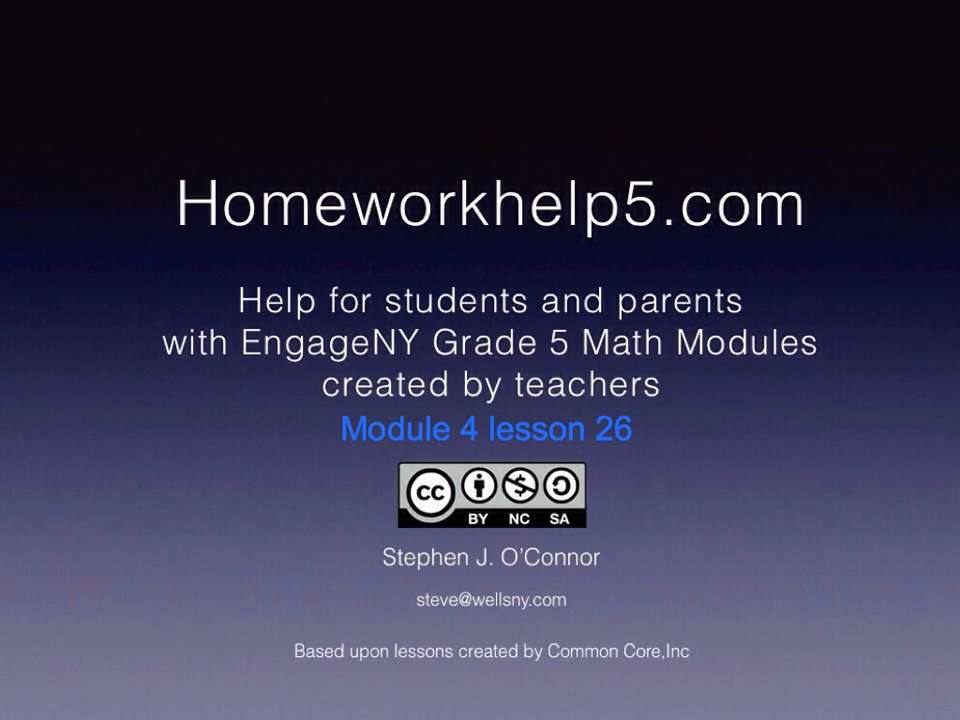 Homeworkhelp5.com
Help for students and parents
with EngageNY Grade 5 Math Modules
created by teachers
Module 4 lesson 26
cc
BY NC SA
Stephen J. O’Connor
steve@wellsny.com
Based upon lessons created by Common Core,Inc